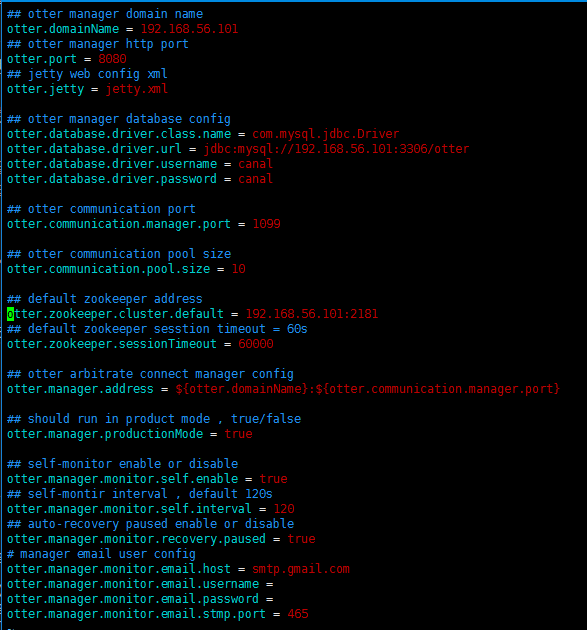 ## otter manager domain name
otter.domainName = 192.168.56.101
## otter manager http port
otter.port = 8080
## jetty web config xml
otter.jetty = jetty.xml
## otter manager database config
otter.database.driver.class.name = com.mysql.jdbc.Driver
otter.database.driver.url = jdbc:mysql://192.168.56.101:3306/otter
otter.database.driver.username = canal
otter.database.driver.password = canal
## otter communication port
otter.communication.manager.port = 1099
## otter communication pool size
otter.communication.pool.size = 10
## default zookeeper address
otter.zookeeper.cluster.default = 192.168.56.101:2181
## default zookeeper sesstion timeout = 60s
otter.zookeeper.sessionTimeout = 60000
## otter arbitrate connect manager config
otter.manager.address = ${otter.domainName}:${otter.communication.manager.port}
## should run in product mode , true/false
otter.manager.productionMode = true
## self-monitor enable or disable
otter.manager.monitor.self.enable = true
## self-montir interval , default 120s
otter.manager.monitor.self.interval = 120
## auto-recovery paused enable or disable
otter.manager.monitor.recovery.paused = true
# manager email user config
otter.manager.monitor.email.host = smtp.gmail.com
otter.manager.monitor.email.username =
otter.manager.monitor.email.password =
otter.manager.monitor.email.stmp.port = 465